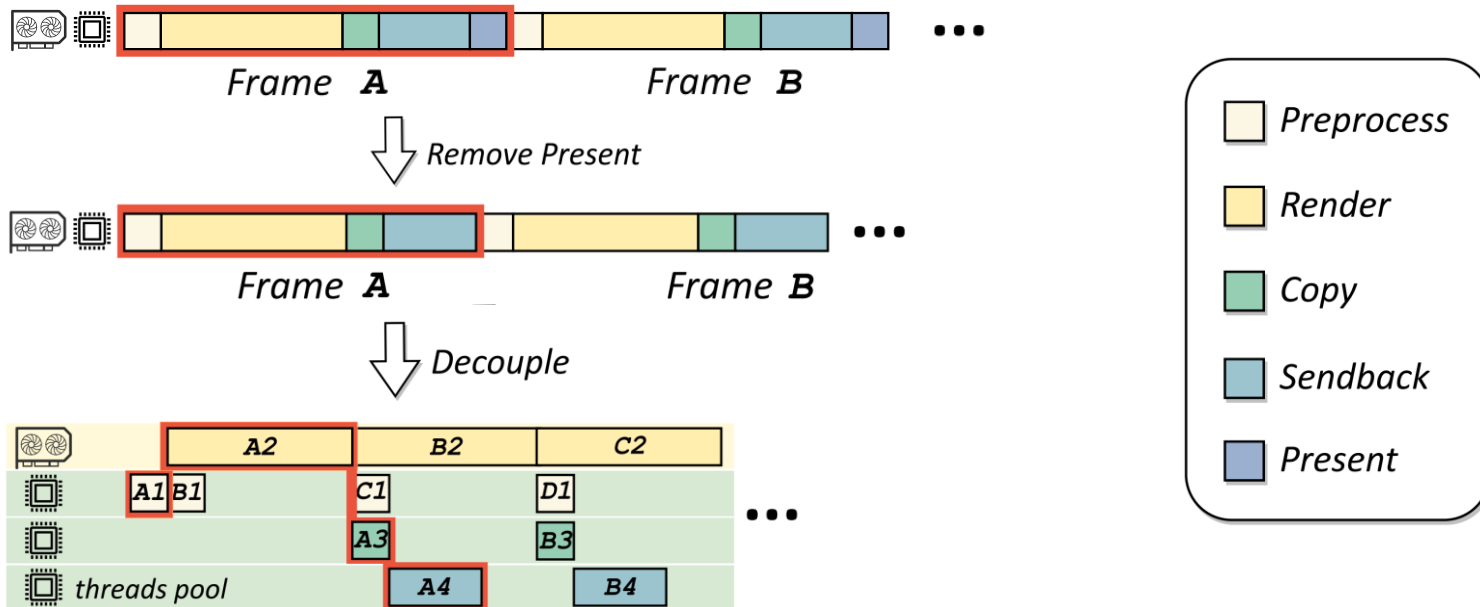 Frame A Frame B
Remove Present
Frame A Frame B
Decouple
A2 B2 C2
A1 B1 C1 D1
A3 B3
threads pool A4 B4
Preprocess
Render
Copy
Sendback
Present